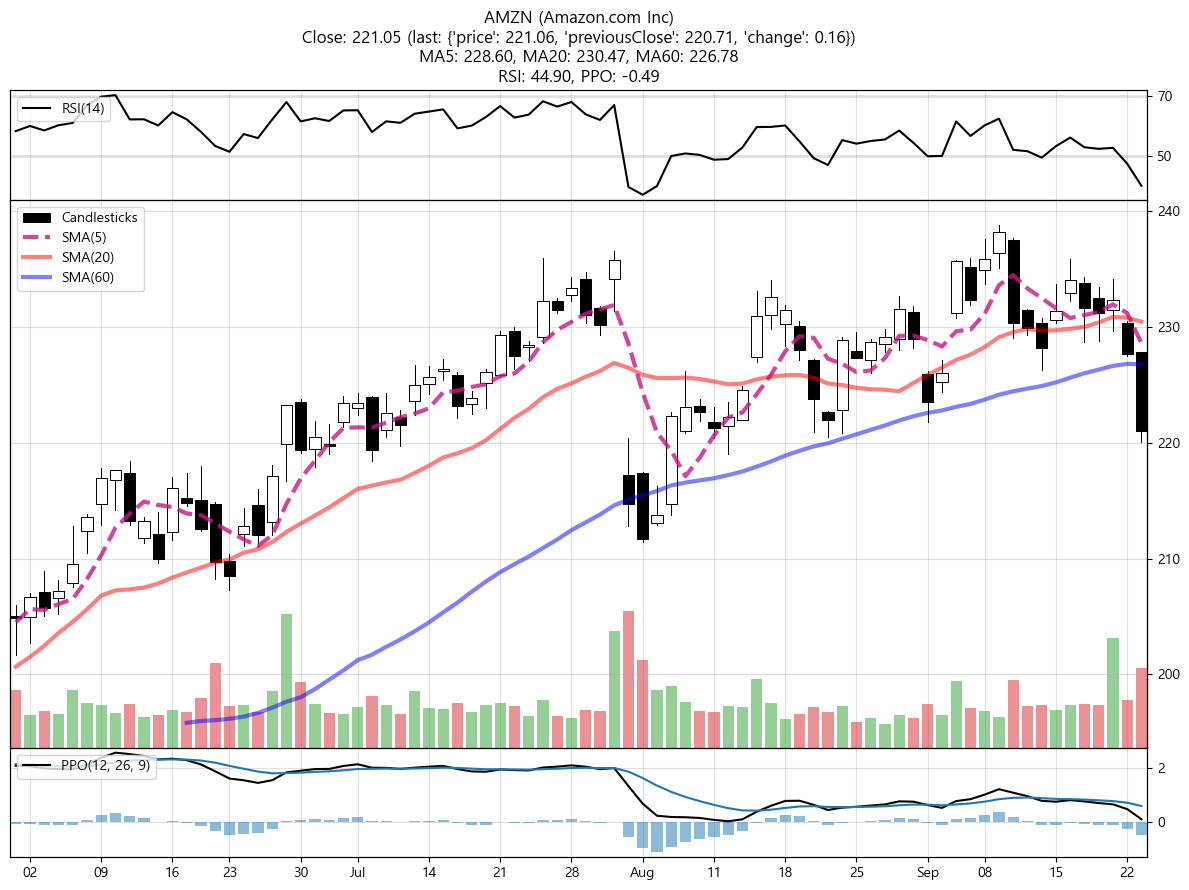 AMZN (Amazon.com Inc)
Close: 221.05 (last: {'price': 221.06, 'previousClose': 220.71, 'change': 0.16})
MA5: 228.60, MA20: 230.47, MA60: 226.78
RSI: 44.90, PPO: -0.49
RSI(14)
70
50
Candlesticks
SMA(5)
SMA(20)
SMA(60)
240
230
220
210
200
PPO(12, 26, 9)
2
0
02 09 16 23 30 Jul 14 21 28 Aug 11 18 25 Sep 08 15 22